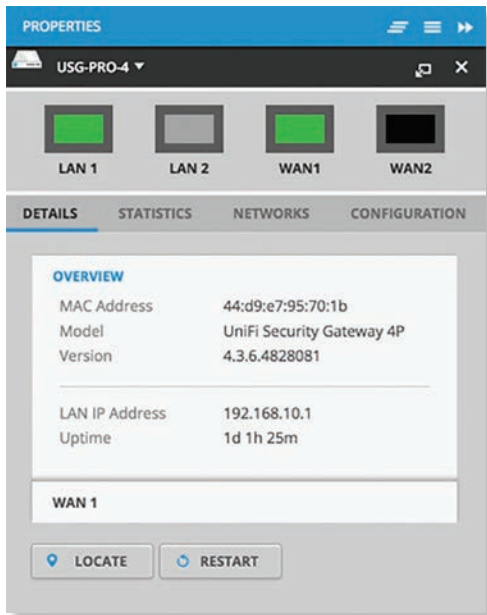 PROPERTIES
USG-PRO-4
LAN 1 LAN 2 WAN1 WAN2
DETAILS STATISTICS NETWORKS CONFIGURATION
OVERVIEW
MAC Address 44:d9:e7:95:70:1b
Model UniFi Security Gateway 4P
Version 4.3.6.4828081
LAN IP Address 192.168.10.1
Uptime 1d 1h 25m
WAN 1
LOCATE RESTART